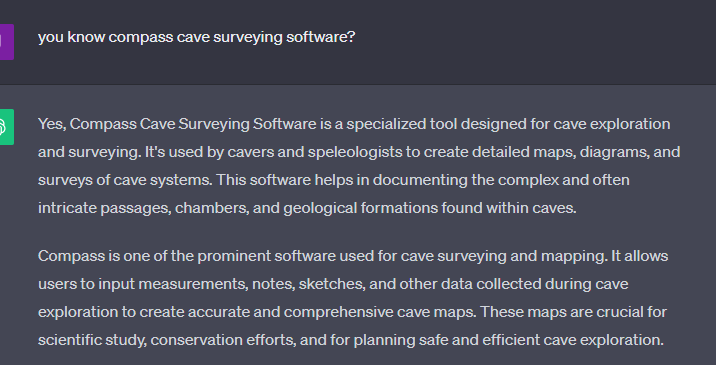 you know compass cave surveying software?
Yes, Compass Cave Surveying Software is a specialized tool designed for cave exploration
and surveying. It's used by cavers and speleologists to create detailed maps, diagrams, and
surveys of cave systems. This software helps in documenting the complex and often
intricate passages, chambers, and geological formations found within caves.
Compass is one of the prominent software used for cave surveying and mapping. It allows
users to input measurements, notes, sketches, and other data collected during cave
exploration to create accurate and comprehensive cave maps. These maps are crucial for
scientific study, conservation efforts, and for planning safe and efficient cave exploration.